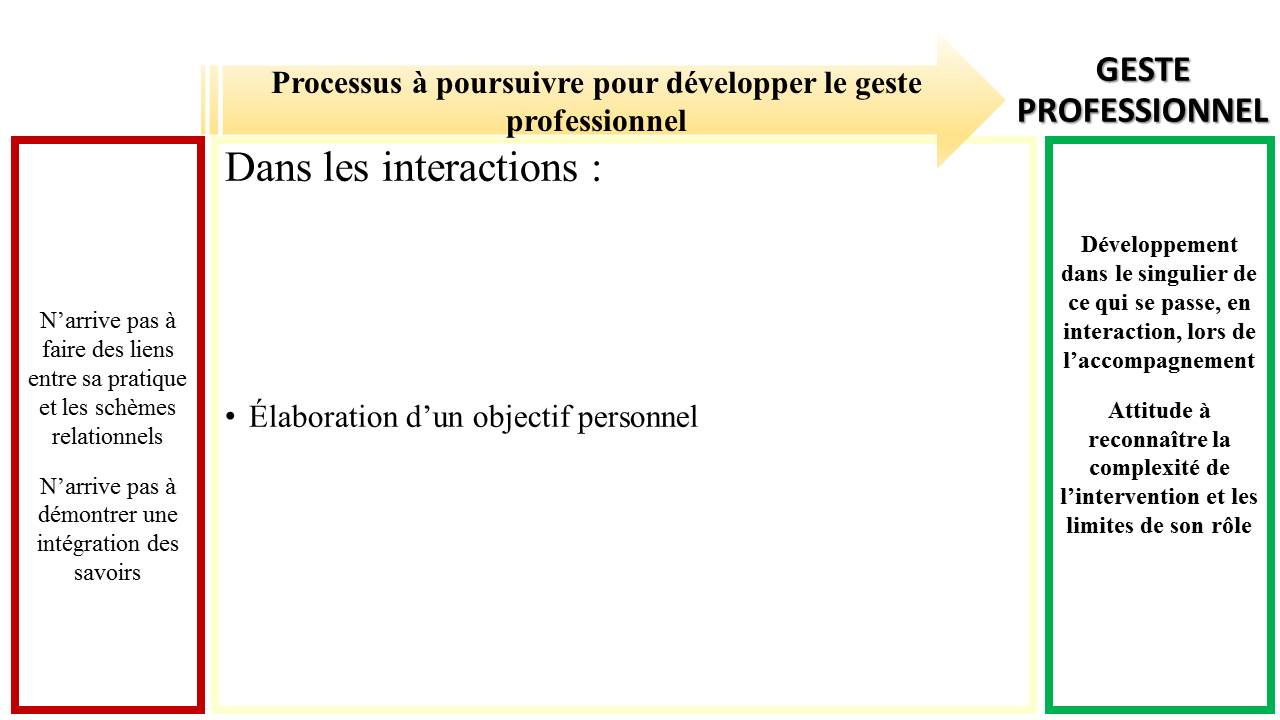 Processus à poursuivre pour développer le geste
professionnel
GESTE
PROFESSIONNEL
N’arrive pas à
faire des liens
entre sa pratique
et les schèmes
relationnels
N’arrive pas à
démontrer une
intégration des
savoirs
Dans les interactions :
• Élaboration d’un objectif personnel
Développement
dans le singulier de
ce qui se passe, en
interaction, lors de
l’accompagnement
Attitude à
reconnaître la
complexité de
l’intervention et les
limites de son rôle